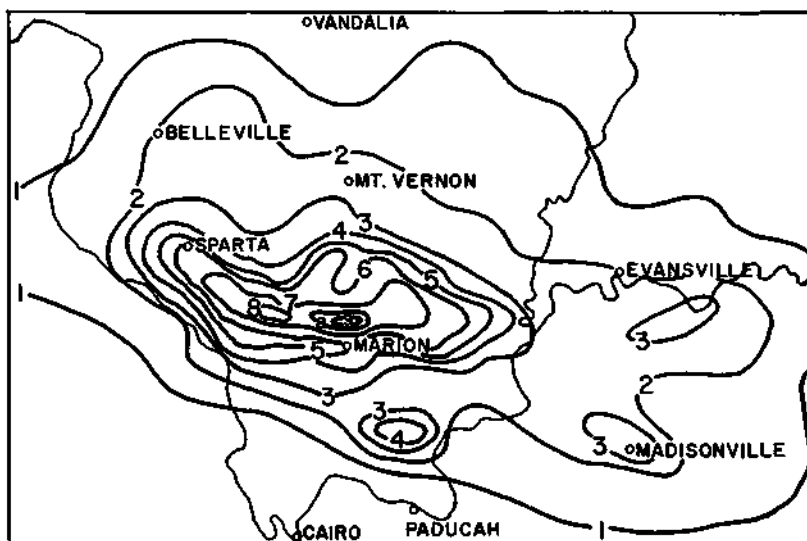 VANDALIA
BELLEVILLE
2
MT. VERNON
1
2
3
4
SPARTA
6
5
EVANSVILLE
1
7
8
3
MARION
5
2
3
3
4
3
MADISONVILLE
PADUCAH
1
CAIRO